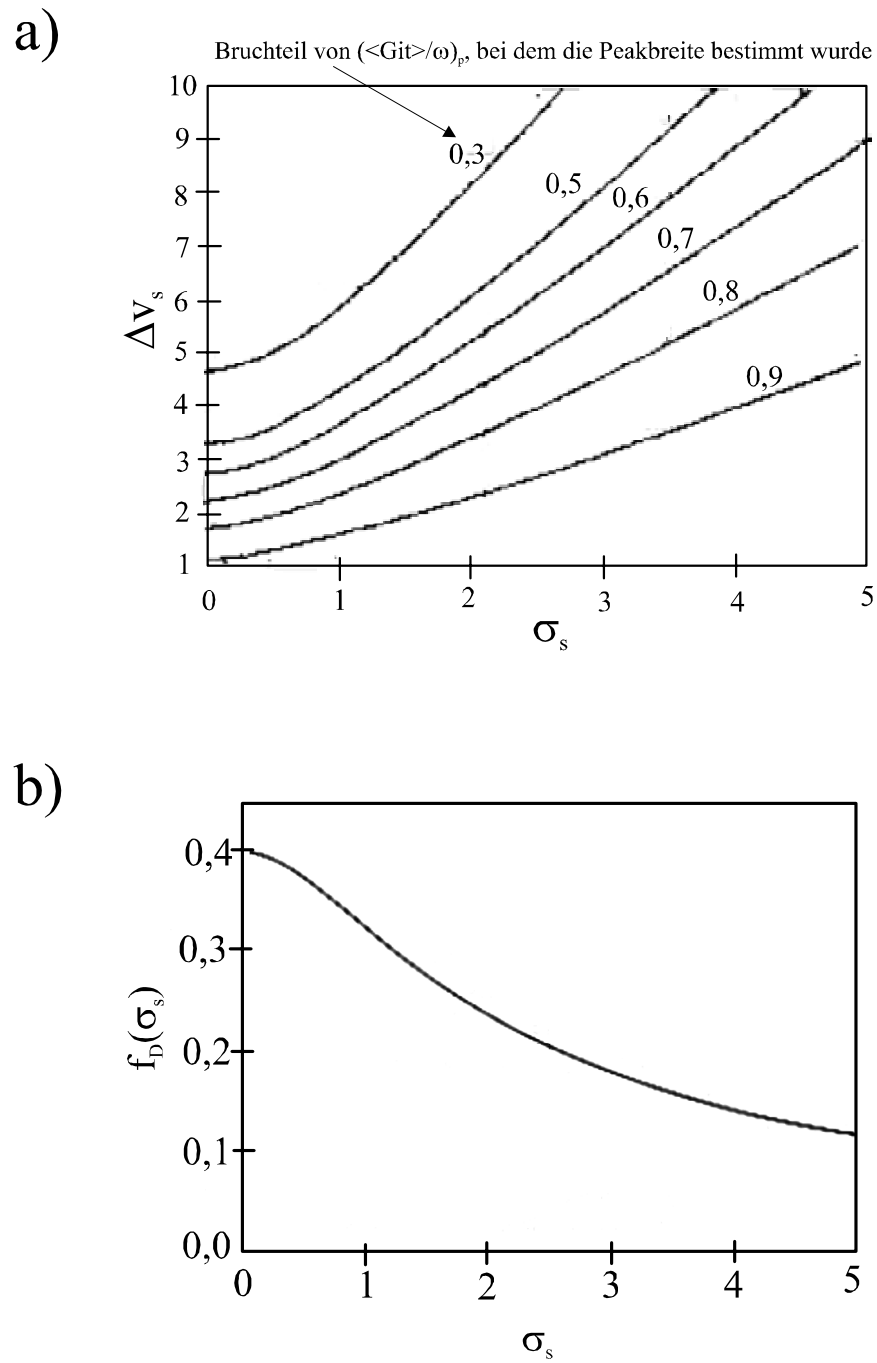 a)
Bruchteil von (<Git>/ω)p, bei dem die Peakbreite bestimmt wurde
10
9
8
7
6
5
4
3
2
1
Δvs
0,3
0,5
0,6
0,7
0,8
0,9
0 1 2 3 4 5
σs
b)
0,4
0,3
0,2
0,1
0,0
fD(σs)
0 1 2 3 4 5
σs